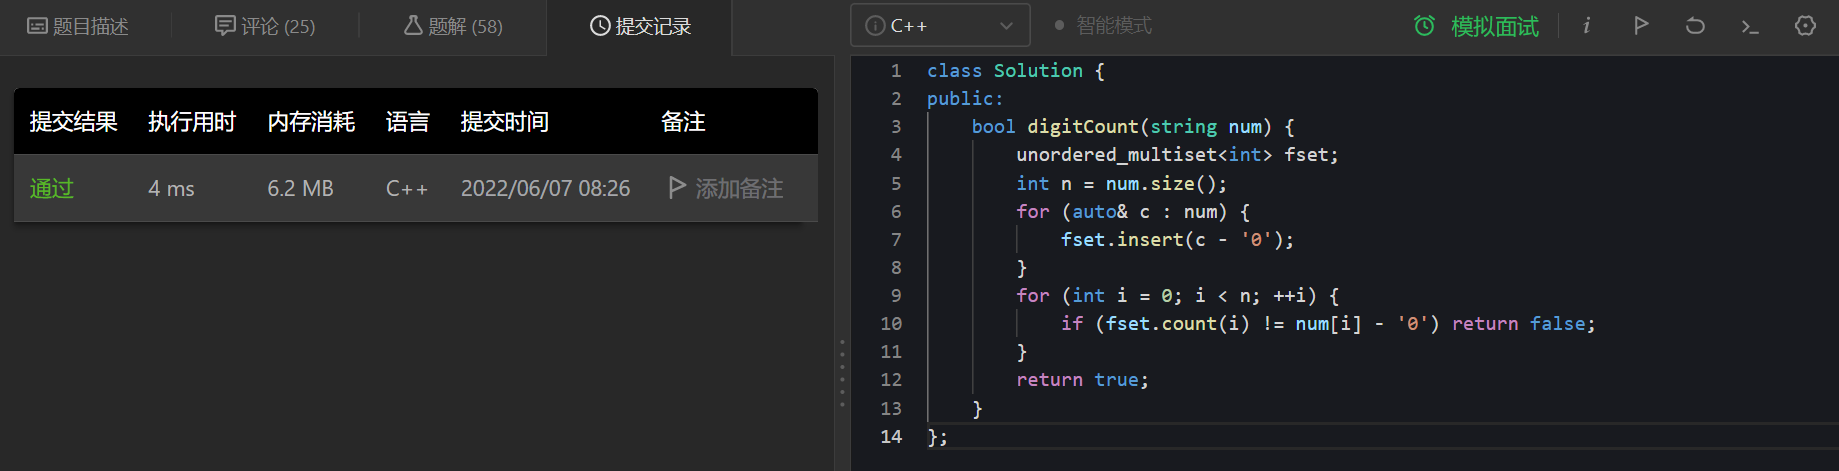 题目描述 评论 (25) 题解 (58) 提交记录
提交结果 执行用时 内存消耗 语言 提交时间 备注
通过 4 ms 6.2 MB C++ 2022/06/07 08:26 添加备注
C++ 智能模式 模拟面试
1 class Solution {
2 public:
3     bool digitCount(string num) {
4         unordered_multiset<int> fset;
5         int n = num.size();
6         for (auto& c : num) {
7             fset.insert(c - '0');
8         }
9         for (int i = 0; i < n; ++i) {
10             if (fset.count(i) != num[i] - '0') return false;
11         }
12         return true;
13     }
14 };